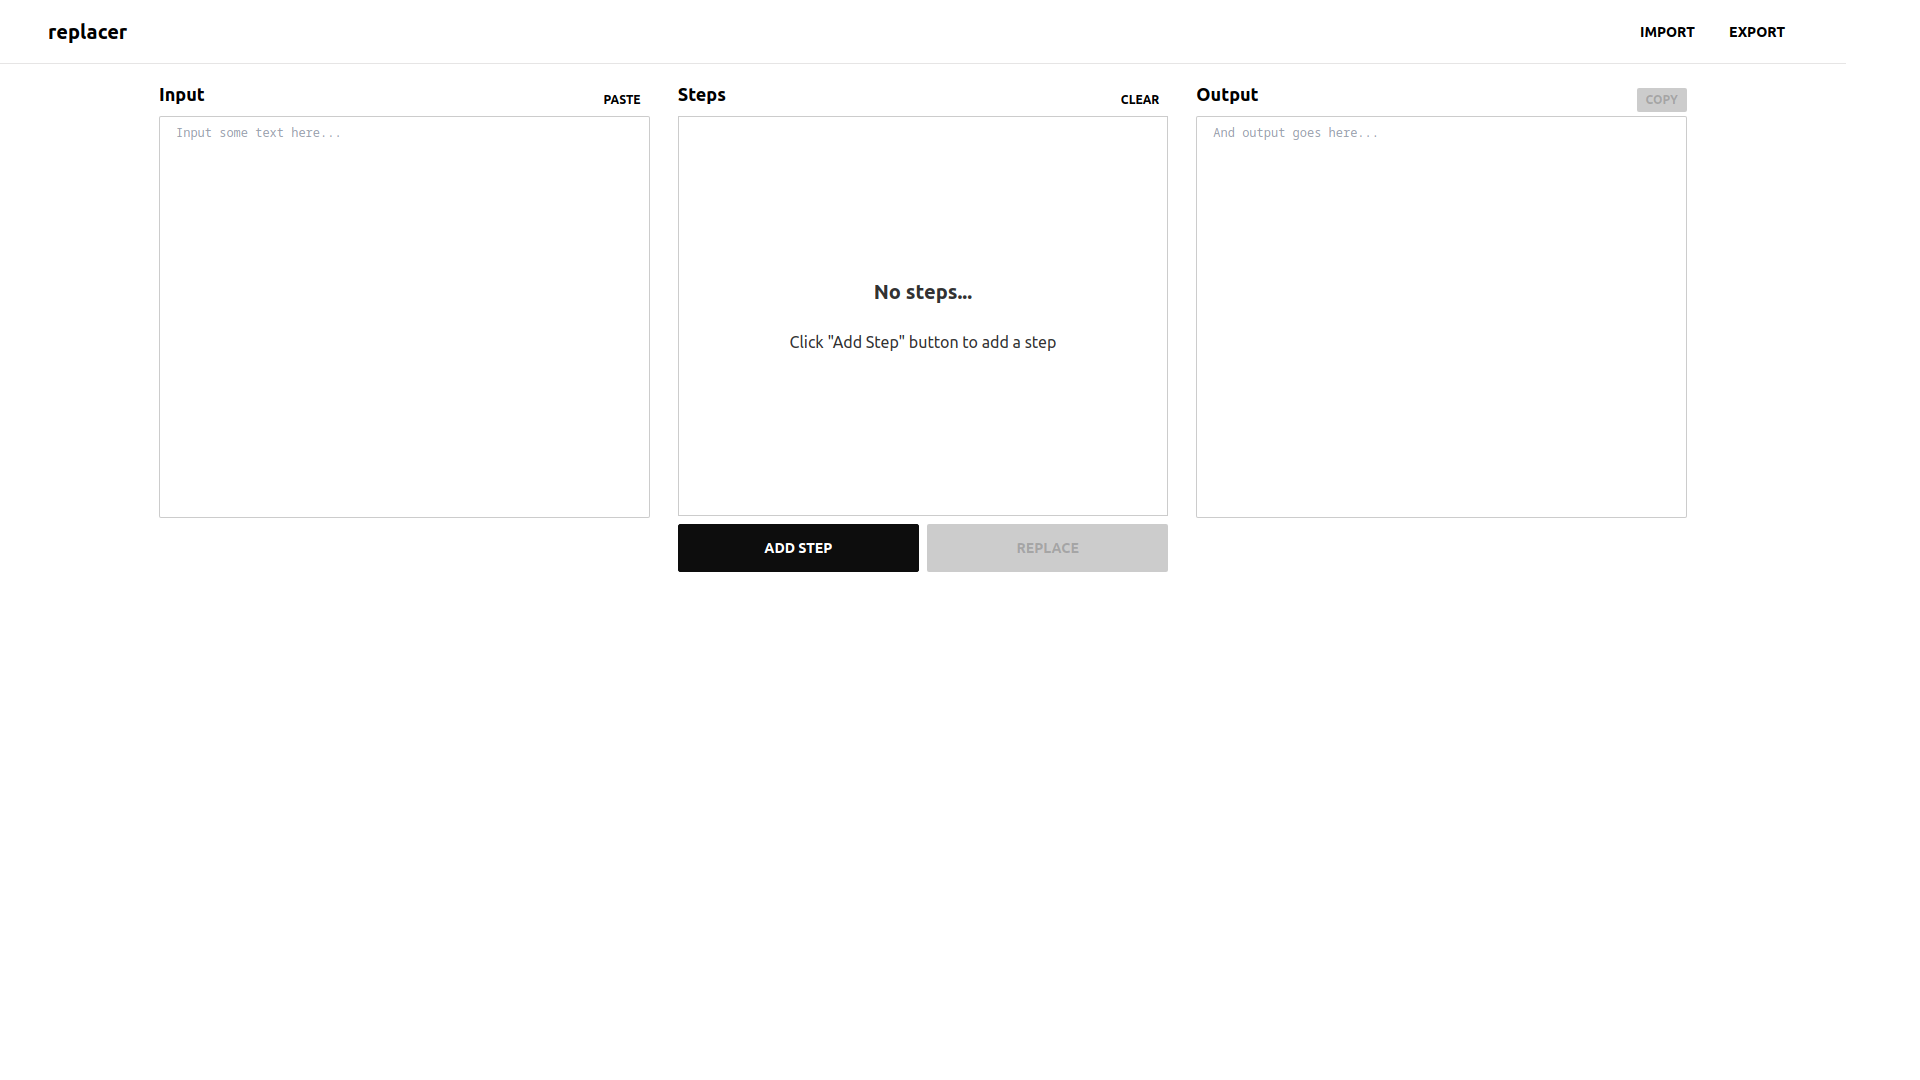 replacer
IMPORT
EXPORT
Input
PASTE
Input some text here...
Steps
CLEAR
No steps...
Click "Add Step" button to add a step
ADD STEP
REPLACE
Output
COPY
And output goes here...